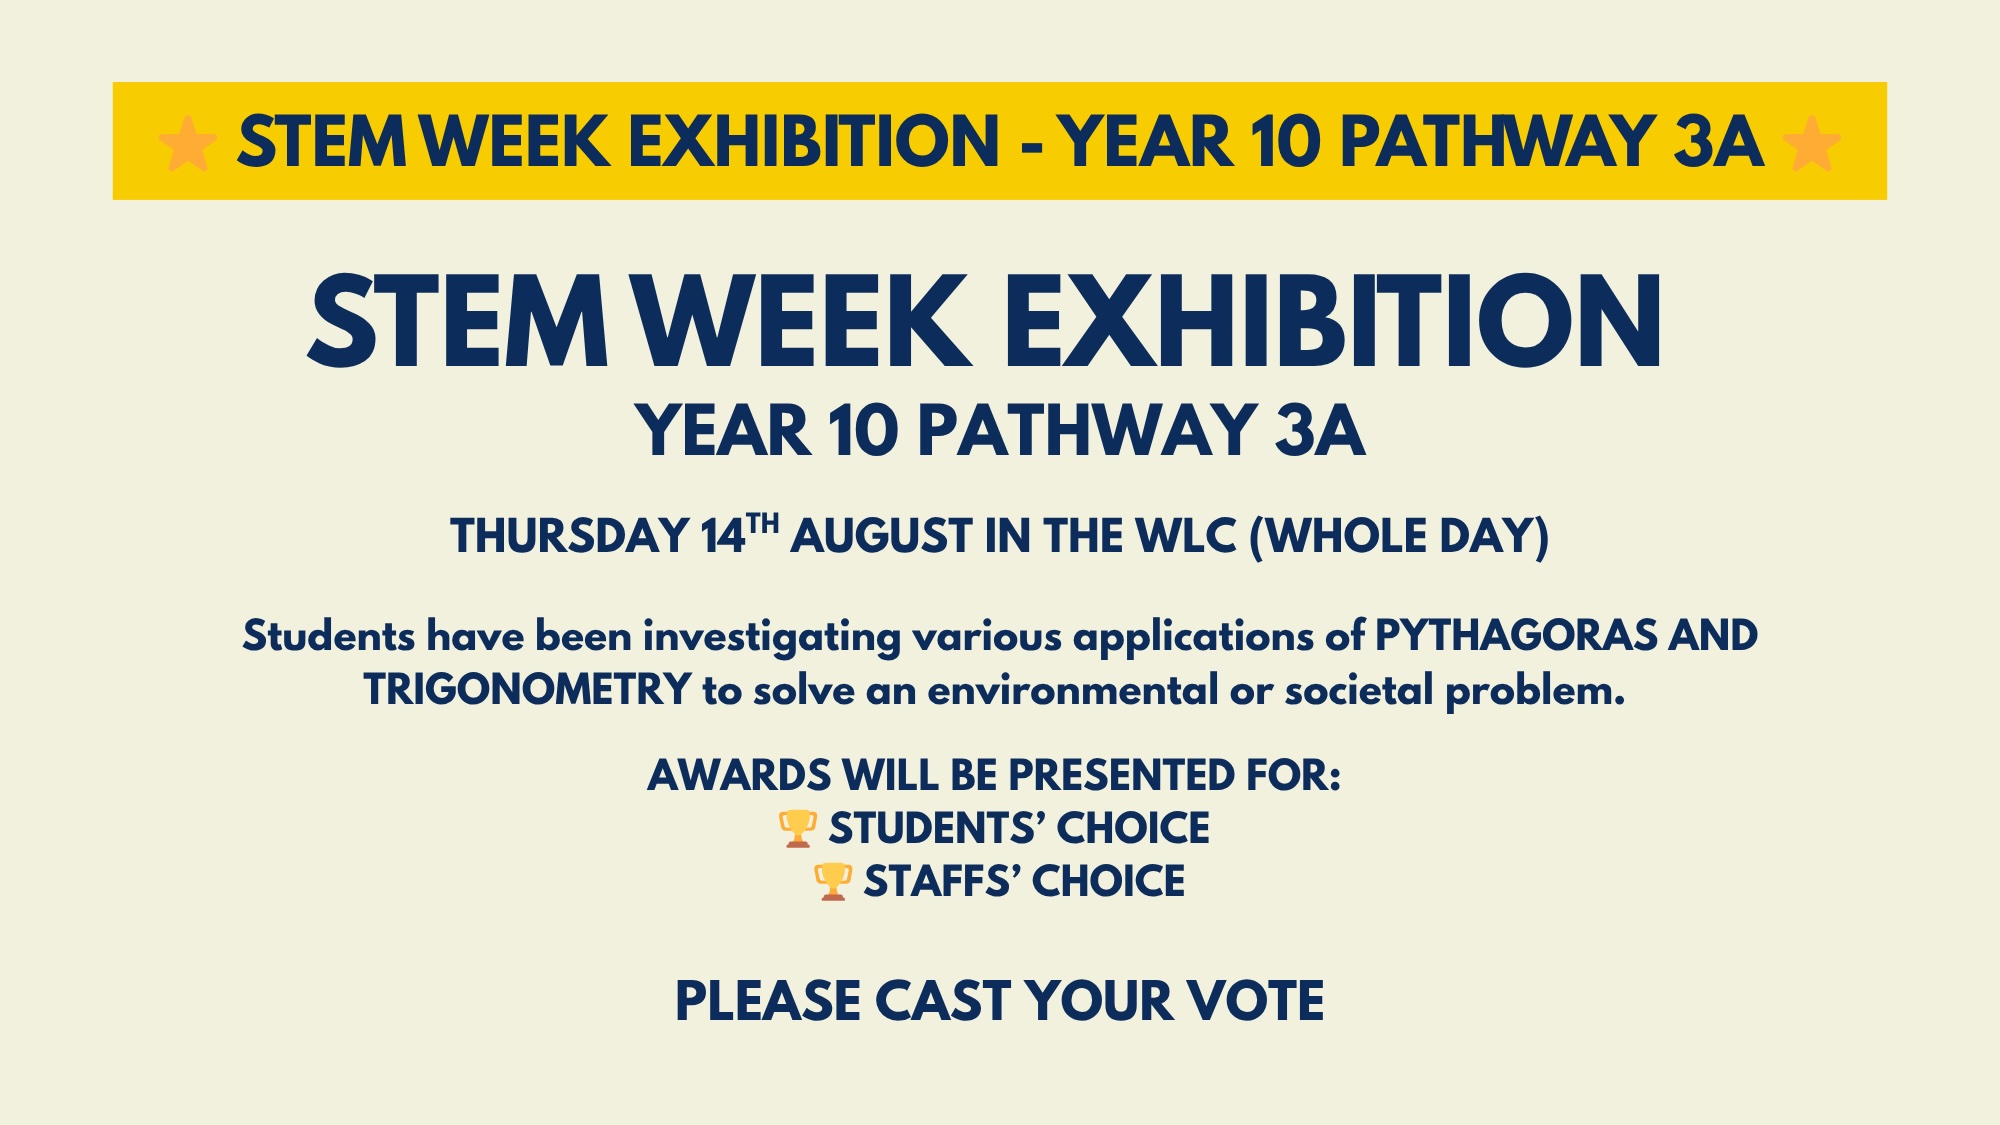 STEM WEEK EXHIBITION - YEAR 10 PATHWAY 3A
STEM WEEK EXHIBITION
YEAR 10 PATHWAY 3A
THURSDAY 14TH AUGUST IN THE WLC (WHOLE DAY)
Students have been investigating various applications of PYTHAGORAS AND
TRIGONOMETRY to solve an environmental or societal problem.
AWARDS WILL BE PRESENTED FOR:
🏆 STUDENTS’ CHOICE
🏆 STAFFS’ CHOICE
PLEASE CAST YOUR VOTE